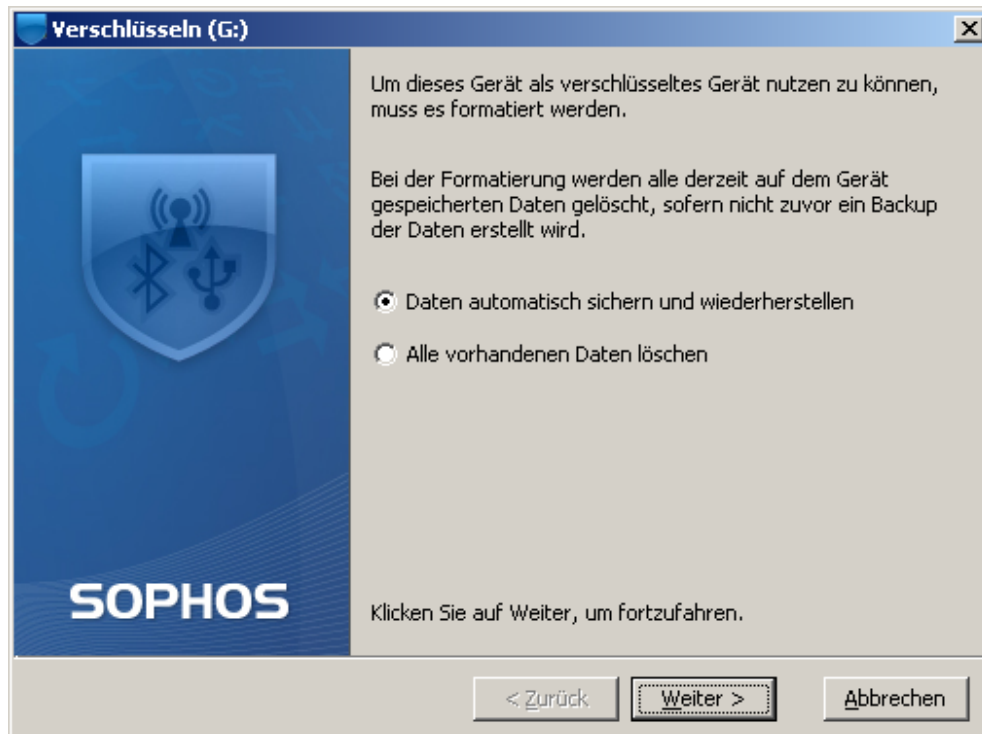 Verschlüsseln (G:)
Um dieses Gerät als verschlüsseltes Gerät nutzen zu können,
muss es formatiert werden.
Bei der Formatierung werden alle derzeit auf dem Gerät
gespeicherten Daten gelöscht, sofern nicht zuvor ein Backup
der Daten erstellt wird.
Daten automatisch sichern und wiederherstellen
Alle vorhandenen Daten löschen
SOPHOS
Klicken Sie auf Weiter, um fortzufahren.
< Zurück
Weiter >
Abbrechen